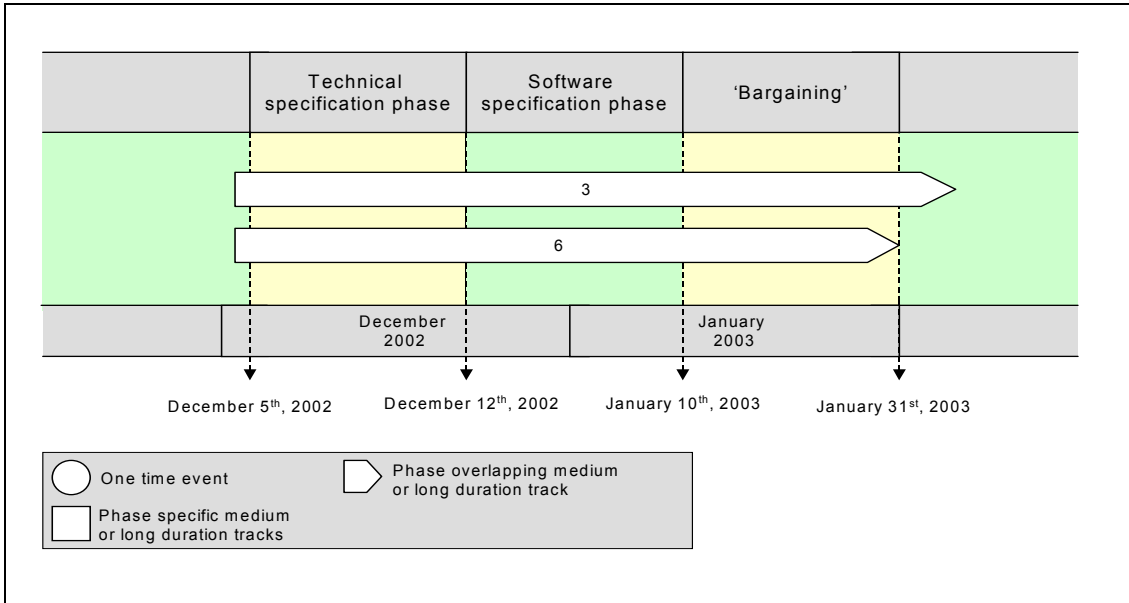 Technical
specification phase
Software
specification phase
‘Bargaining’
3
6
December
2002
January
2003
December 5th, 2002
December 12th, 2002
January 10th, 2003
January 31st, 2003
One time event
Phase overlapping medium
or long duration track
Phase specific medium
or long duration tracks